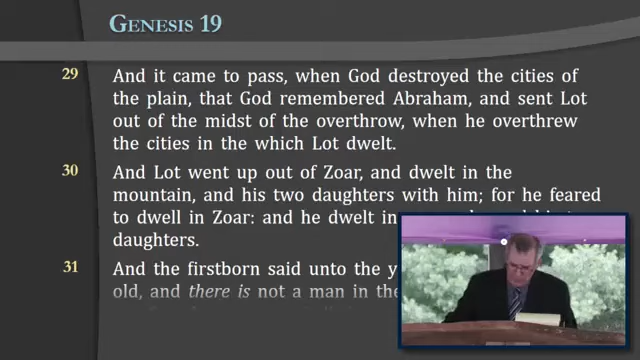 GENESIS 19
29 And it came to pass, when God destroyed the cities of
the plain, that God remembered Abraham, and sent Lot
out of the midst of the overthrow, when he overthrew
the cities in the which Lot dwelt.
30 And Lot went up out of Zoar, and dwelt in the
mountain, and his two daughters with him; for he feared
to dwell in Zoar: and he dwelt in
daughters.
31 And the firstborn said unto the
old, and there is not a man in the